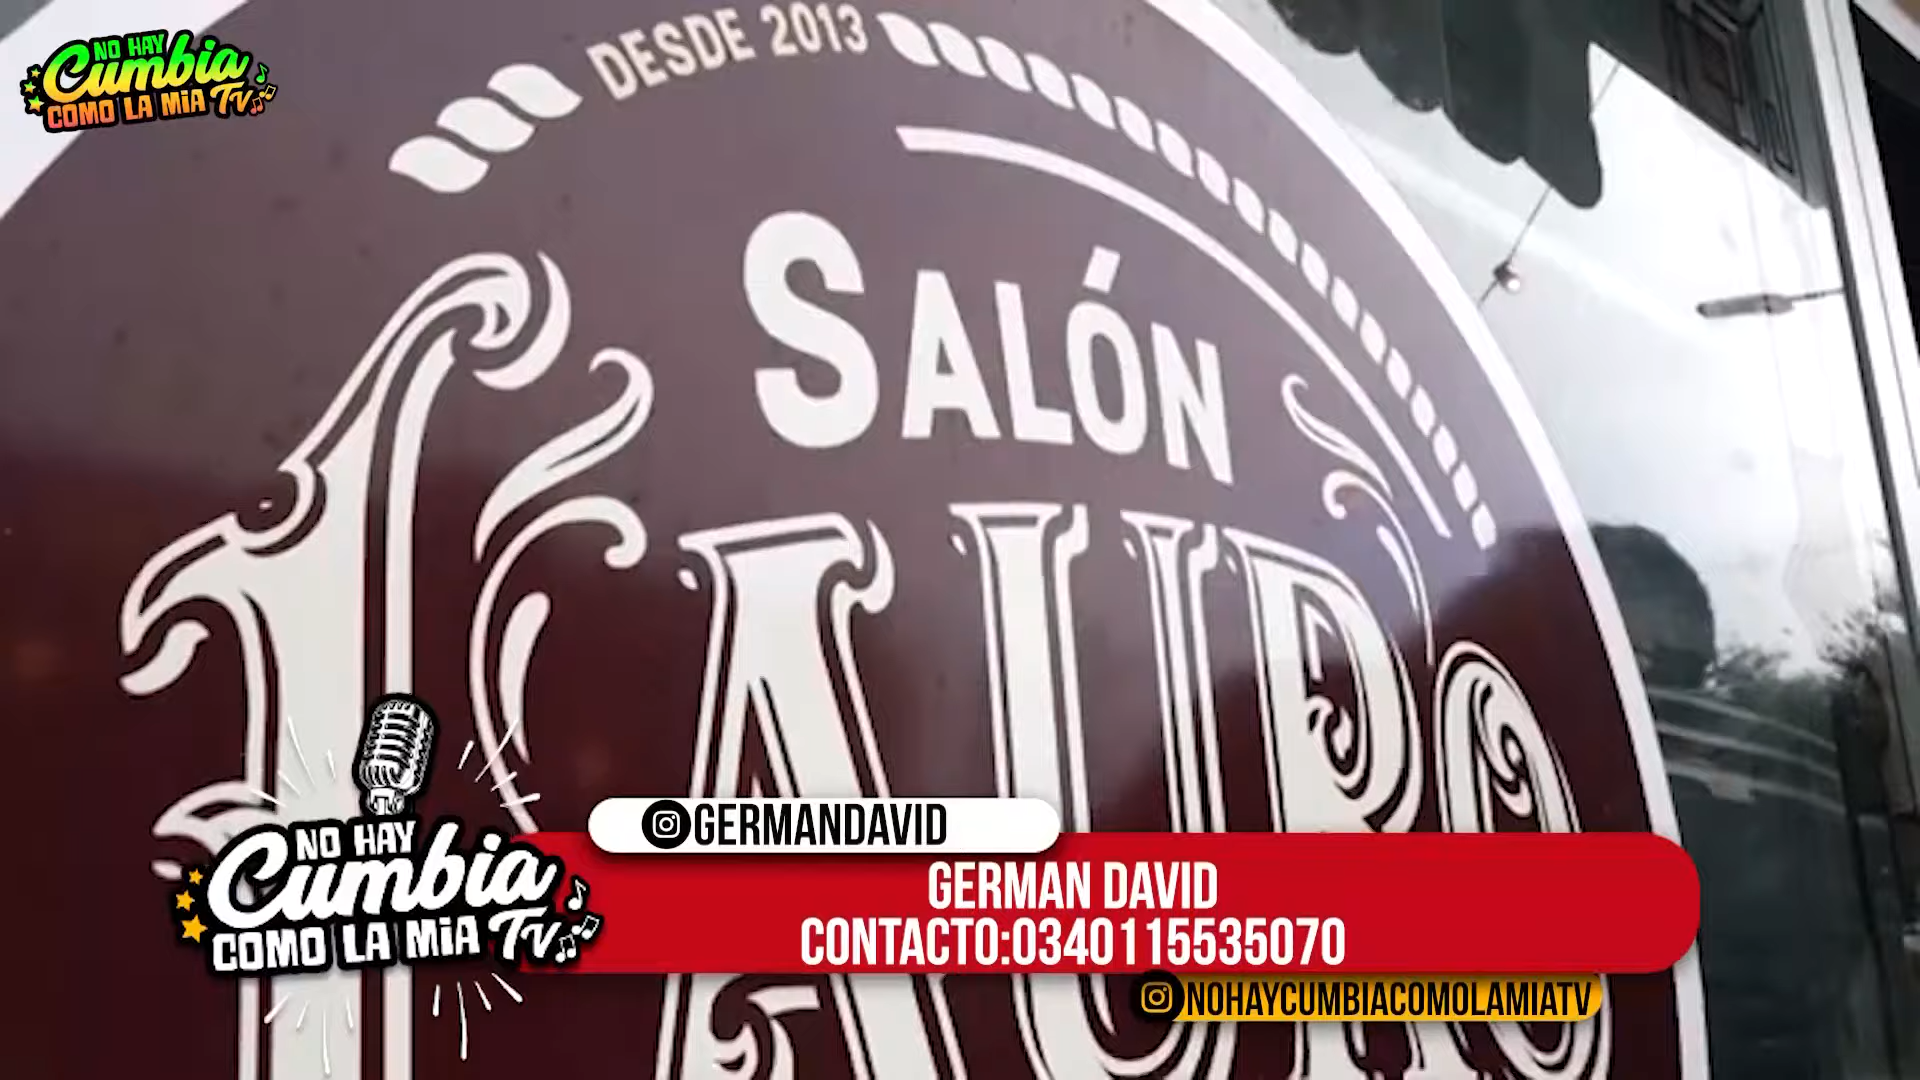 NO HAY
Cumbia
COMO LA MIA TV
DESDE 2013
SALÓN
NO HAY
Cumbia
COMO LA MIA TV
GERMANDAVID
GERMAN DAVID
CONTACTO:0340115535070
NOHAYCUMBIACOMOLAMIATV